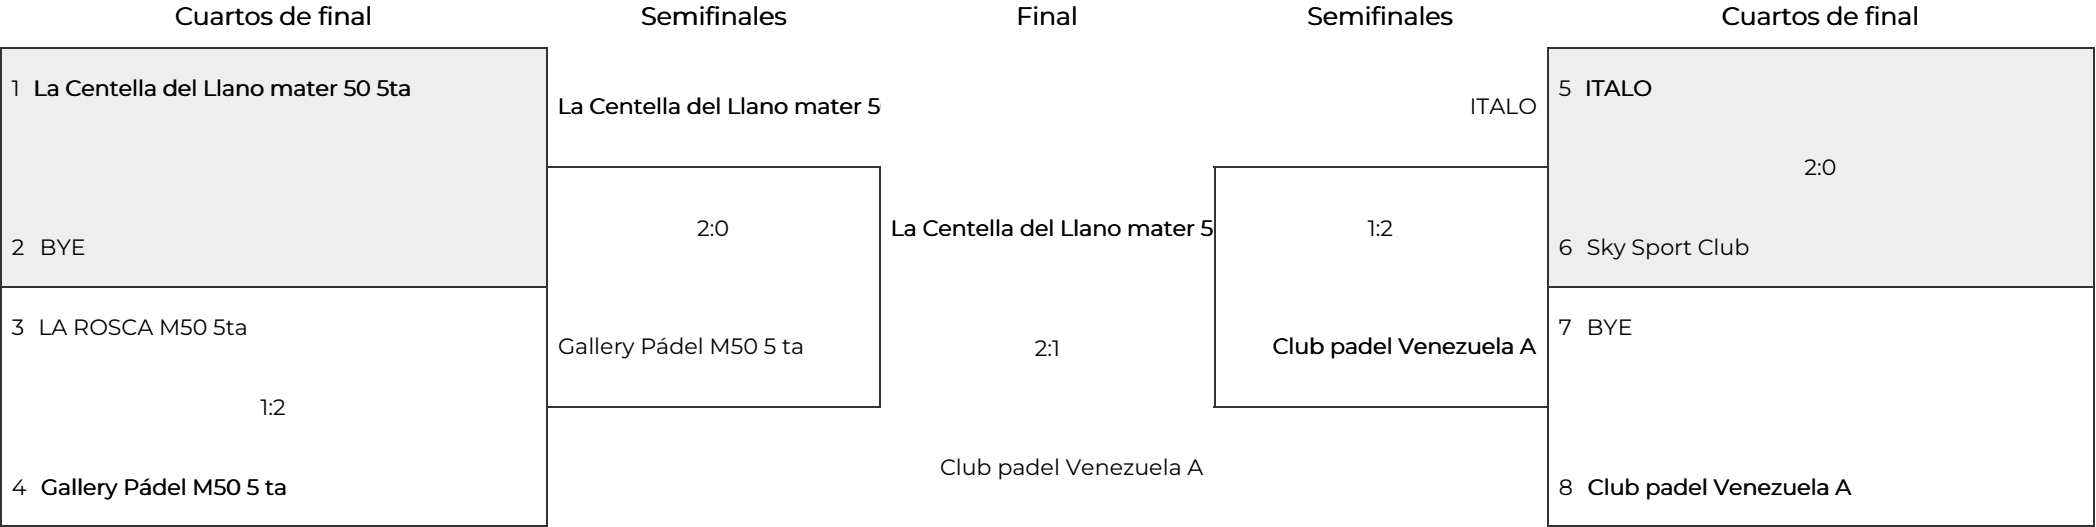 Cuartos de final
Semifinales
Final
Semifinales
Cuartos de final
1 La Centella del Llano mater 50 5ta
2 BYE
3 LA ROSCA M50 5ta
1:2
4 Gallery Pádel M50 5 ta
La Centella del Llano mater 5
2:0
Gallery Pádel M50 5 ta
La Centella del Llano mater 5
2:1
Club padel Venezuela A
ITALO
1:2
Club padel Venezuela A
5 ITALO
2:0
6 Sky Sport Club
7 BYE
8 Club padel Venezuela A